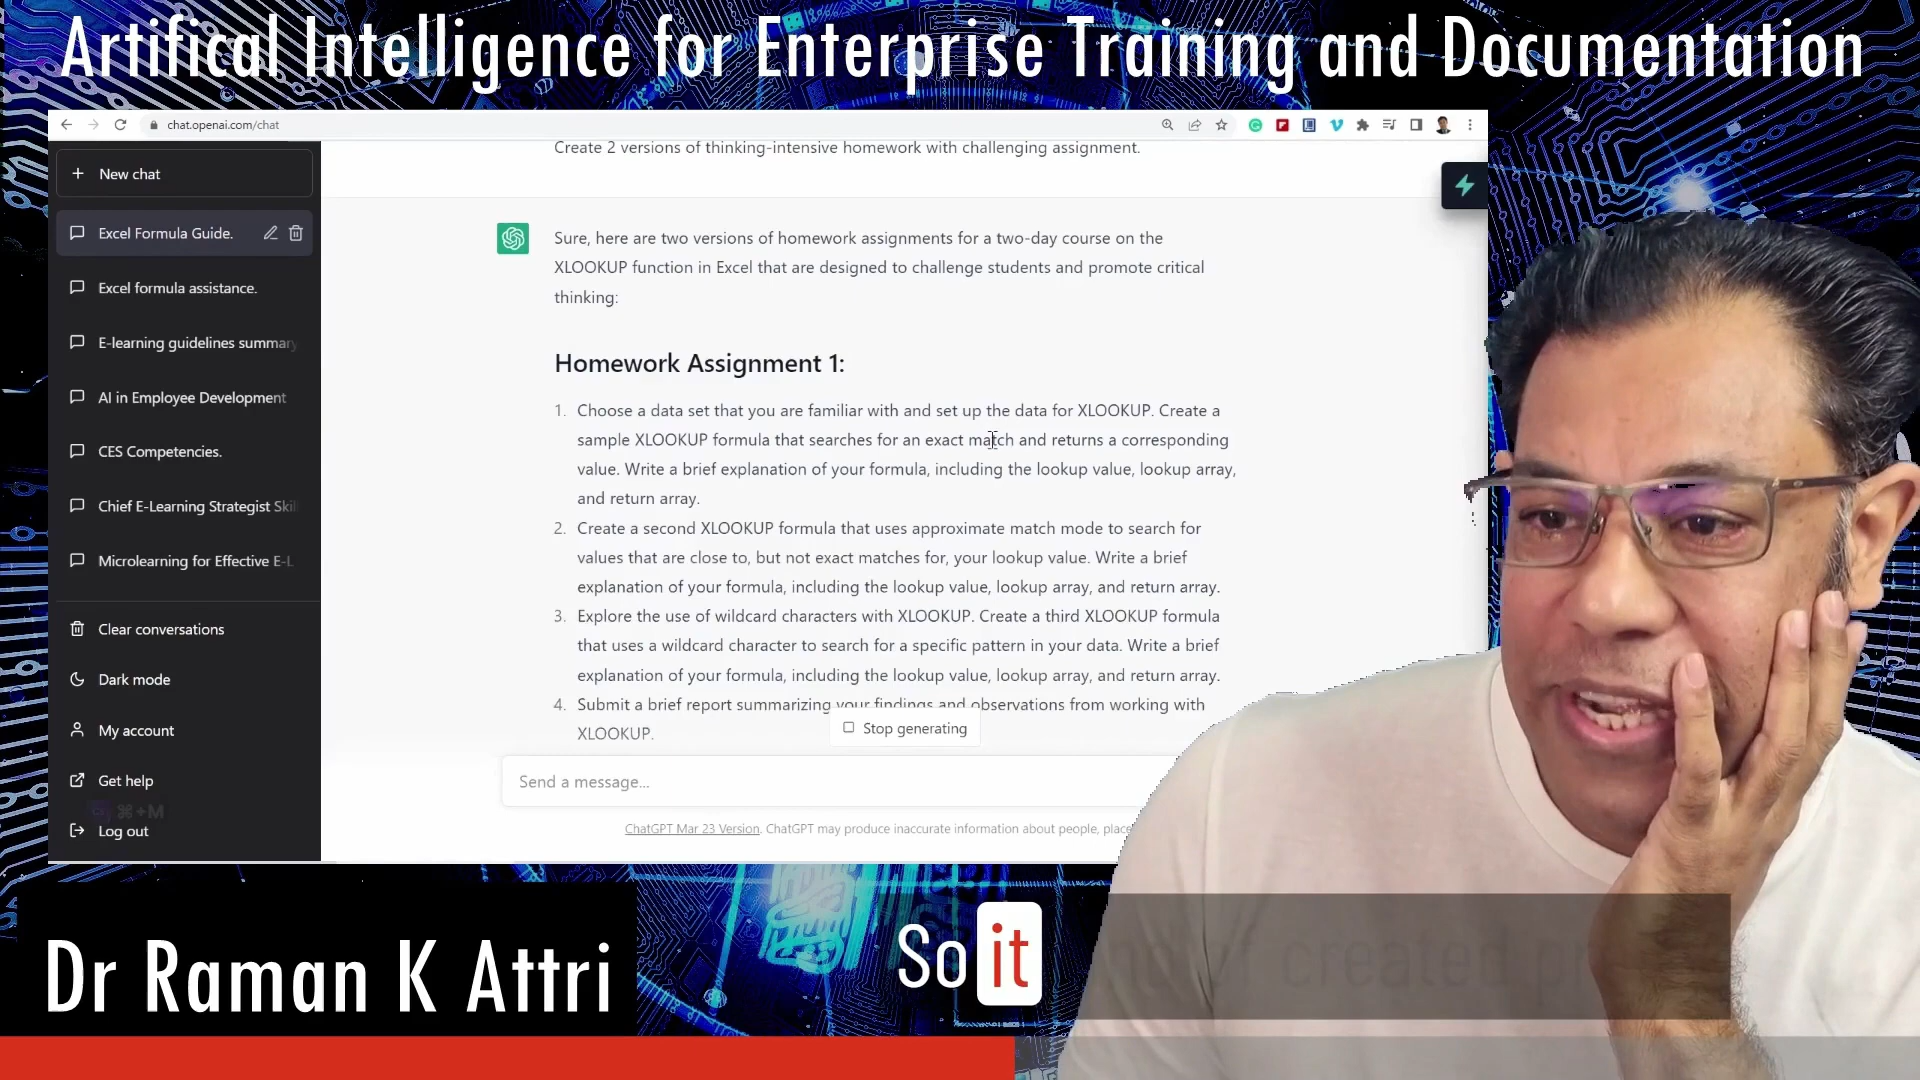 Artifical Intelligence for Enterprise Training and Documentation
chat.openai.com/chat
New chat
Excel Formula Guide.
Excel formula assistance.
E-learning guidelines summary
AI in Employee Development
CES Competencies.
Chief E-Learning Strategist Skil
Microlearning for Effective E-L
Clear conversations
Dark mode
My account
Get help
⌘+M
Log out
Create 2 versions of thinking-intensive homework with challenging assignment.
Sure, here are two versions of homework assignments for a two-day course on the
XLOOKUP function in Excel that are designed to challenge students and promote critical
thinking:
Homework Assignment 1:
1. Choose a data set that you are familiar with and set up the data for XLOOKUP. Create a
sample XLOOKUP formula that searches for an exact match and returns a corresponding
value. Write a brief explanation of your formula, including the lookup value, lookup array,
and return array.
2. Create a second XLOOKUP formula that uses approximate match mode to search for
values that are close to, but not exact matches for, your lookup value. Write a brief
explanation of your formula, including the lookup value, lookup array, and return array.
3. Explore the use of wildcard characters with XLOOKUP. Create a third XLOOKUP formula
that uses a wildcard character to search for a specific pattern in your data. Write a brief
explanation of your formula, including the lookup value, lookup array, and return array.
4. Submit a brief report summarizing your findings and observations from working with
XLOOKUP.
Stop generating
Send a message...
ChatGPT Mar 23 Version. ChatGPT may produce inaccurate information about people, place
Dr Raman K Attri
So it created